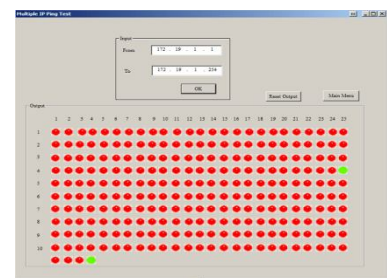 Multiple IP Ping Test
Input
From 172 . 19 . 1 . 1
To 172 . 19 . 1 . 254
OK
Reset Output Main Menu
Output
1 2 3 4 5 6 7 8 9 10 11 12 13 14 15 16 17 18 19 20 21 22 23 24 25
1
2
3
4
5
6
7
8
9
10